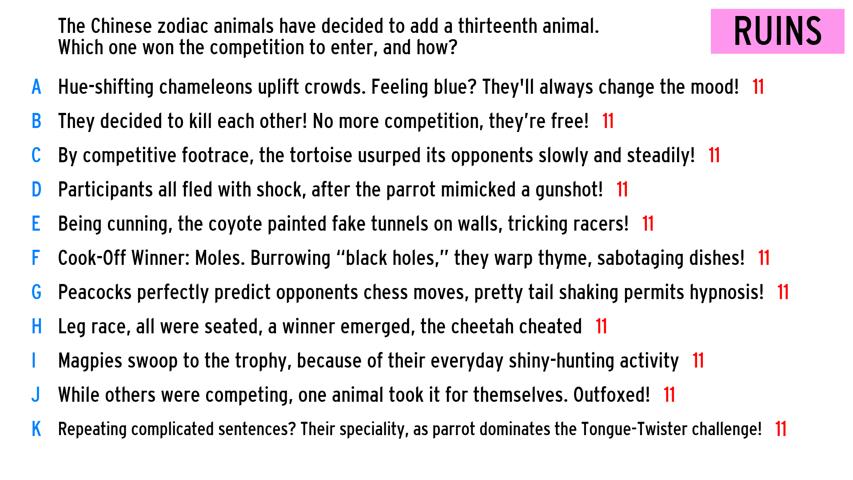 The Chinese zodiac animals have decided to add a thirteenth animal.
Which one won the competition to enter, and how?
RUINS
A Hue-shifting chameleons uplift crowds. Feeling blue? They'll always change the mood! 11
B They decided to kill each other! No more competition, they're free! 11
C By competitive footrace, the tortoise usurped its opponents slowly and steadily! 11
D Participants all fled with shock, after the parrot mimicked a gunshot! 11
E Being cunning, the coyote painted fake tunnels on walls, tricking racers! 11
F Cook-Off Winner: Moles. Burrowing “black holes,” they warp thyme, sabotaging dishes! 11
G Peacocks perfectly predict opponents chess moves, pretty tail shaking permits hypnosis! 11
H Leg race, all were seated, a winner emerged, the cheetah cheated 11
I Magpies swoop to the trophy, because of their everyday shiny-hunting activity 11
J While others were competing, one animal took it for themselves. Outfoxed! 11
K Repeating complicated sentences? Their speciality, as parrot dominates the Tongue-Twister challenge! 11